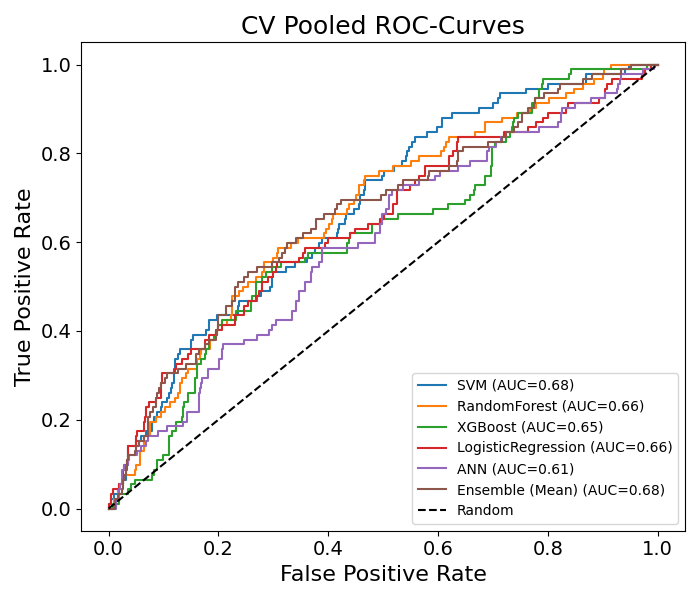 CV Pooled ROC-Curves
True Positive Rate
1.0
0.8
0.6
0.4
0.2
0.0
SVM (AUC=0.68)
RandomForest (AUC=0.66)
XGBoost (AUC=0.65)
LogisticRegression (AUC=0.66)
ANN (AUC=0.61)
Ensemble (Mean) (AUC=0.68)
Random
0.0 0.2 0.4 0.6 0.8 1.0
False Positive Rate